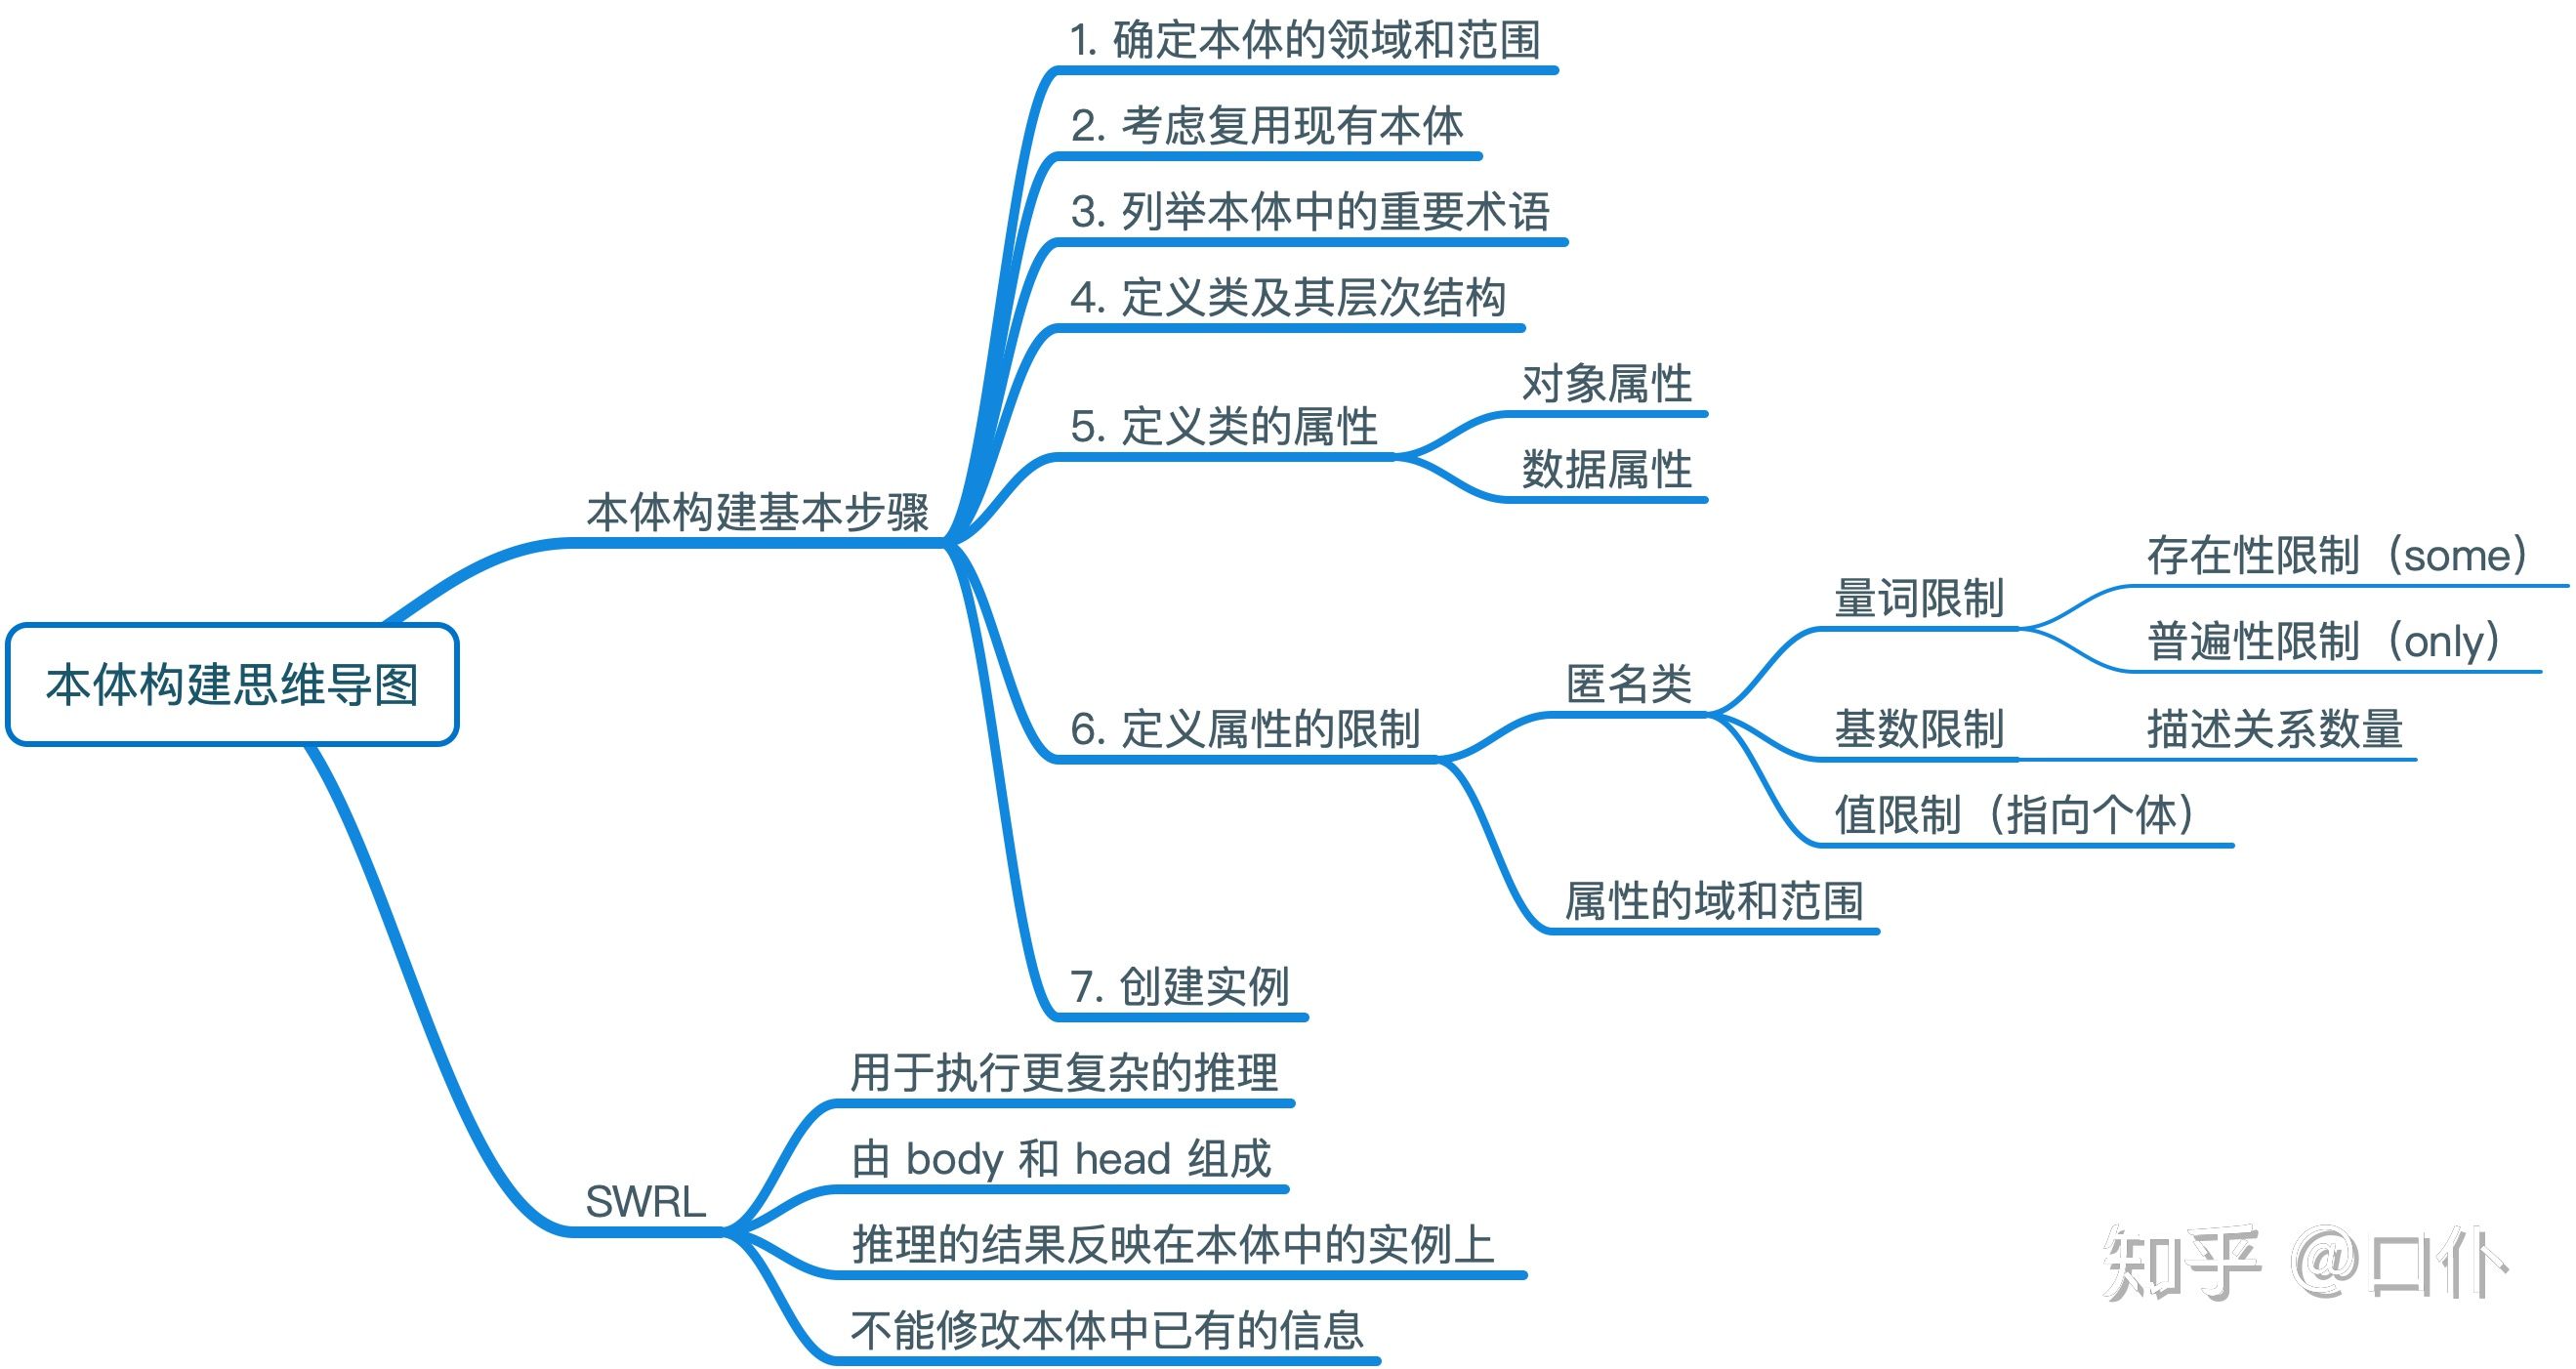 1. 确定本体的领域和范围
2. 考虑复用现有本体
3. 列举本体中的重要术语
4. 定义类及其层次结构
对象属性
5. 定义类的属性
数据属性
本体构建基本步骤
存在性限制（some）
量词限制
普遍性限制（only）
本体构建思维导图
匿名类
6. 定义属性的限制
基数限制
描述关系数量
值限制（指向个体）
属性的域和范围
7. 创建实例
用于执行更复杂的推理
由 body 和 head 组成
SWRL
推理的结果反映在本体中的实例上
不能修改本体中已有的信息
知乎 @口仆